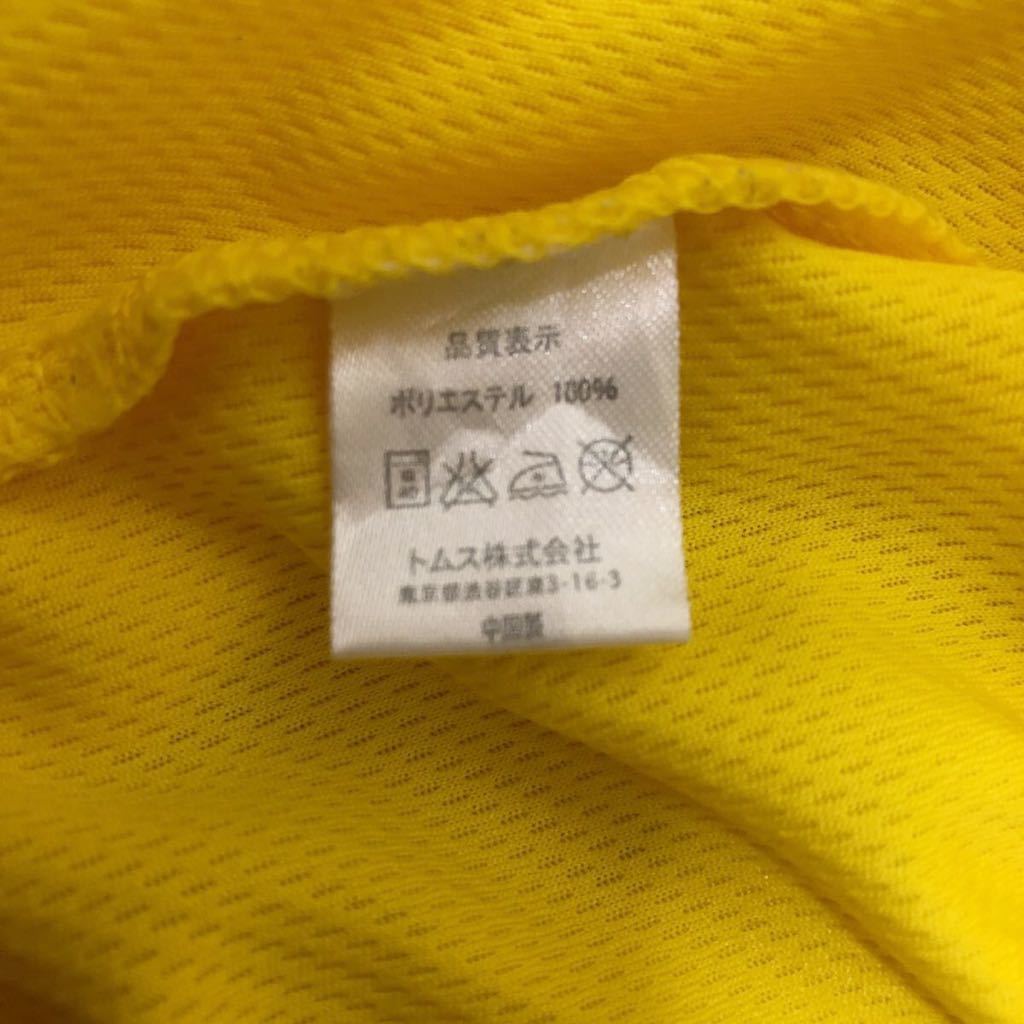 品質表示
ポリエステル 100%
トムス株式会社
東京都渋谷区東3-16-3
中国製